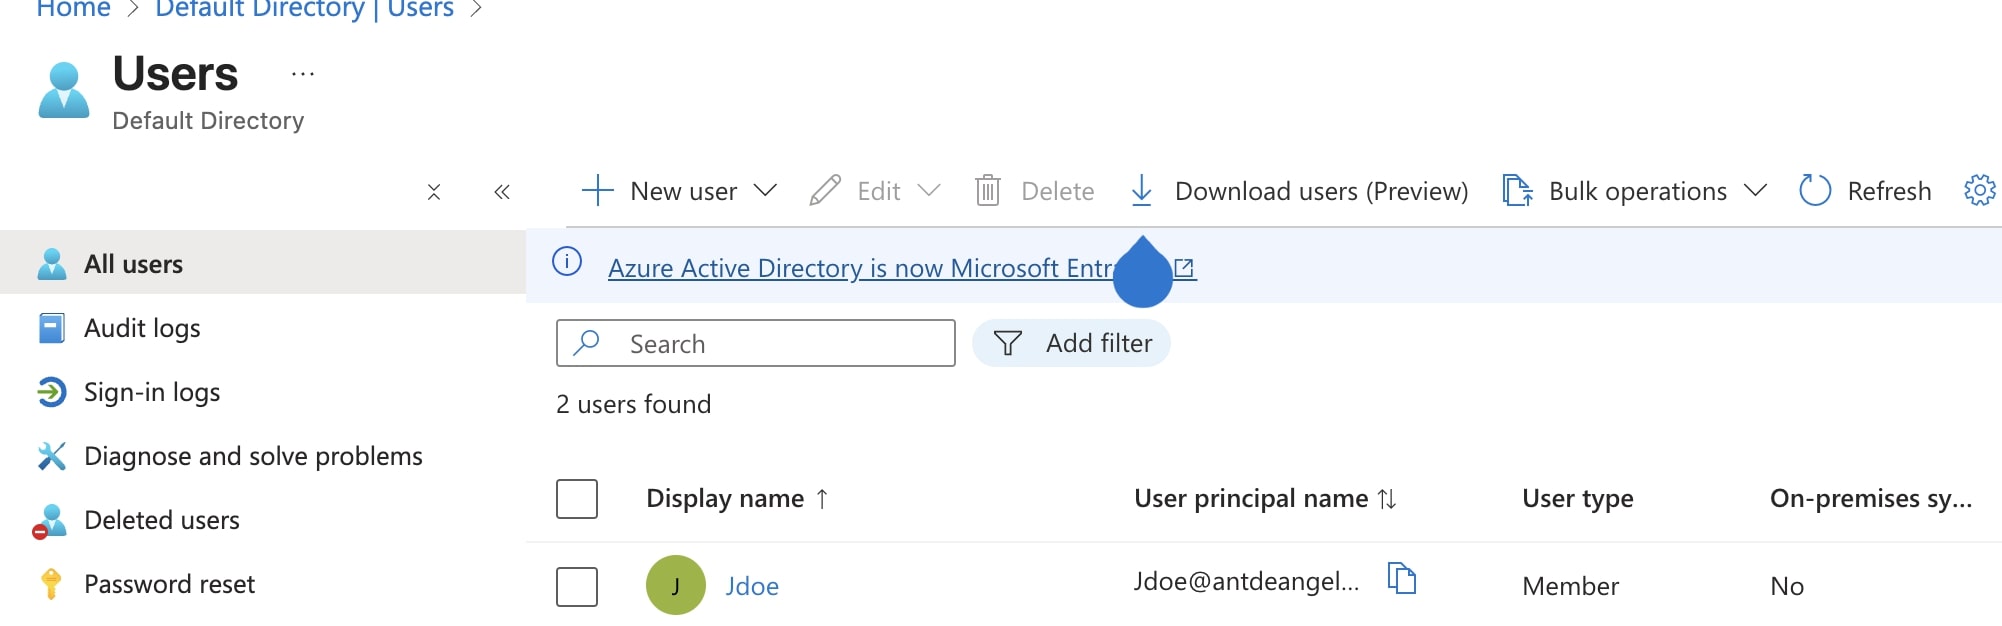 Home > Default Directory | Users >
Users ...
Default Directory
New user Edit Delete Download users (Preview) Bulk operations Refresh
All users
Audit logs
Sign-in logs
Diagnose and solve problems
Deleted users
Password reset
Azure Active Directory is now Microsoft
Search
Add filter
2 users found
Display name ↑ User principal name ↑↓ User type On-premises sy...
J Jdoe Jdoe@antdeangel... Member No